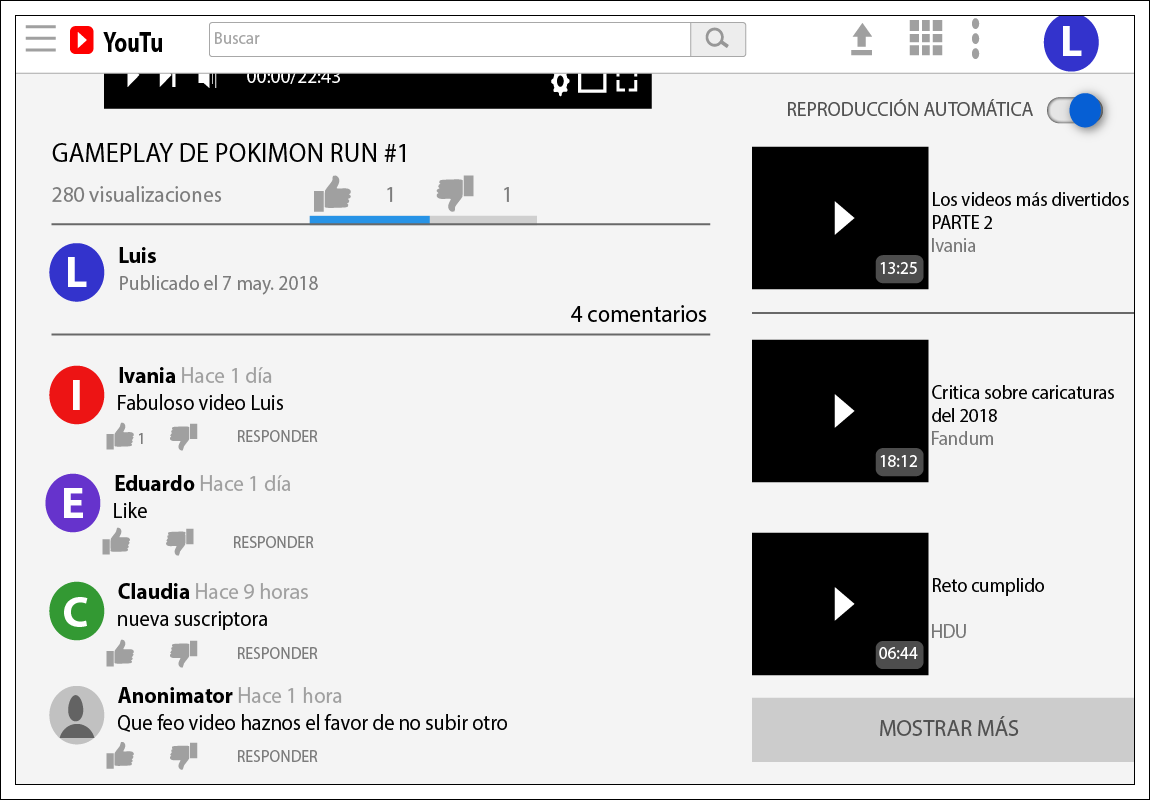 YouTu
Buscar
L
00:00/22:43
GAMEPLAY DE POKIMON RUN #1
280 visualizaciones 1 1
L
Luis
Publicado el 7 may. 2018
4 comentarios
I
Ivania Hace 1 día
Fabuloso video Luis
1 RESPONDER
E
Eduardo Hace 1 día
Like
RESPONDER
C
Claudia Hace 9 horas
nueva suscriptora
RESPONDER
Anonimator Hace 1 hora
Que feo video haznos el favor de no subir otro
RESPONDER
REPRODUCCIÓN AUTOMÁTICA
13:25
Los videos más divertidos
PARTE 2
Ivania
18:12
Critica sobre caricaturas
del 2018
Fandum
06:44
Reto cumplido
HDU
MOSTRAR MÁS